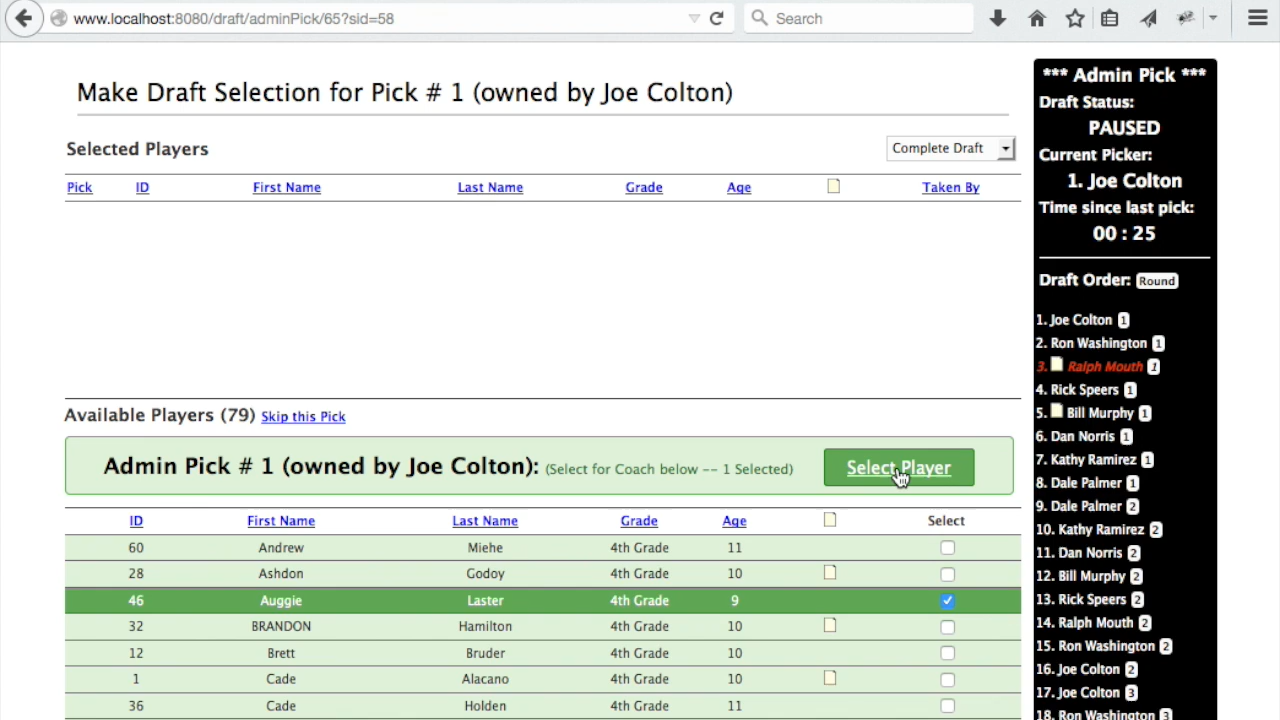 www.localhost:8080/draft/adminPick/65?sid=58
Search
Make Draft Selection for Pick # 1 (owned by Joe Colton)
Selected Players
Complete Draft
Pick ID First Name Last Name Grade Age Taken By
Available Players (79) Skip this Pick
Admin Pick # 1 (owned by Joe Colton): (Select for Coach below -- 1 Selected) Select Player
ID First Name Last Name Grade Age Select
60 Andrew Miehe 4th Grade 11
28 Ashdon Godoy 4th Grade 10
46 Auggie Laster 4th Grade 9
32 BRANDON Hamilton 4th Grade 10
12 Brett Bruder 4th Grade 10
1 Cade Alacano 4th Grade 10
36 Cade Holden 4th Grade 11
*** Admin Pick ***
Draft Status:
PAUSED
Current Picker:
1. Joe Colton
Time since last pick:
00 : 25
Draft Order: Round
1. Joe Colton 1
2. Ron Washington 1
3. Ralph Mouth 1
4. Rick Speers 1
5. Bill Murphy 1
6. Dan Norris 1
7. Kathy Ramirez 1
8. Dale Palmer 1
9. Dale Palmer 2
10. Kathy Ramirez 2
11. Dan Norris 2
12. Bill Murphy 2
13. Rick Speers 2
14. Ralph Mouth 2
15. Ron Washington 2
16. Joe Colton 2
17. Joe Colton 3
18. Ron Washington 3